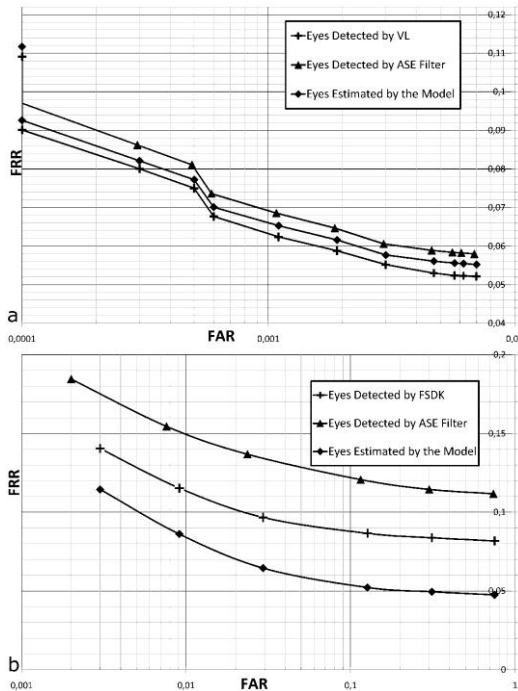 0,12
0,11
0,1
0,09
0,08
0,07
0,06
0,05
0,04
Eyes Detected by VL
Eyes Detected by ASE Filter
Eyes Estimated by the Model
FRR
a
0,0001
0,001
FAR
0,2
0,15
0,1
0,05
0
Eyes Detected by FSDK
Eyes Detected by ASE Filter
Eyes Estimated by the Model
FRR
b
0,001
0,01
0,1
1
FAR